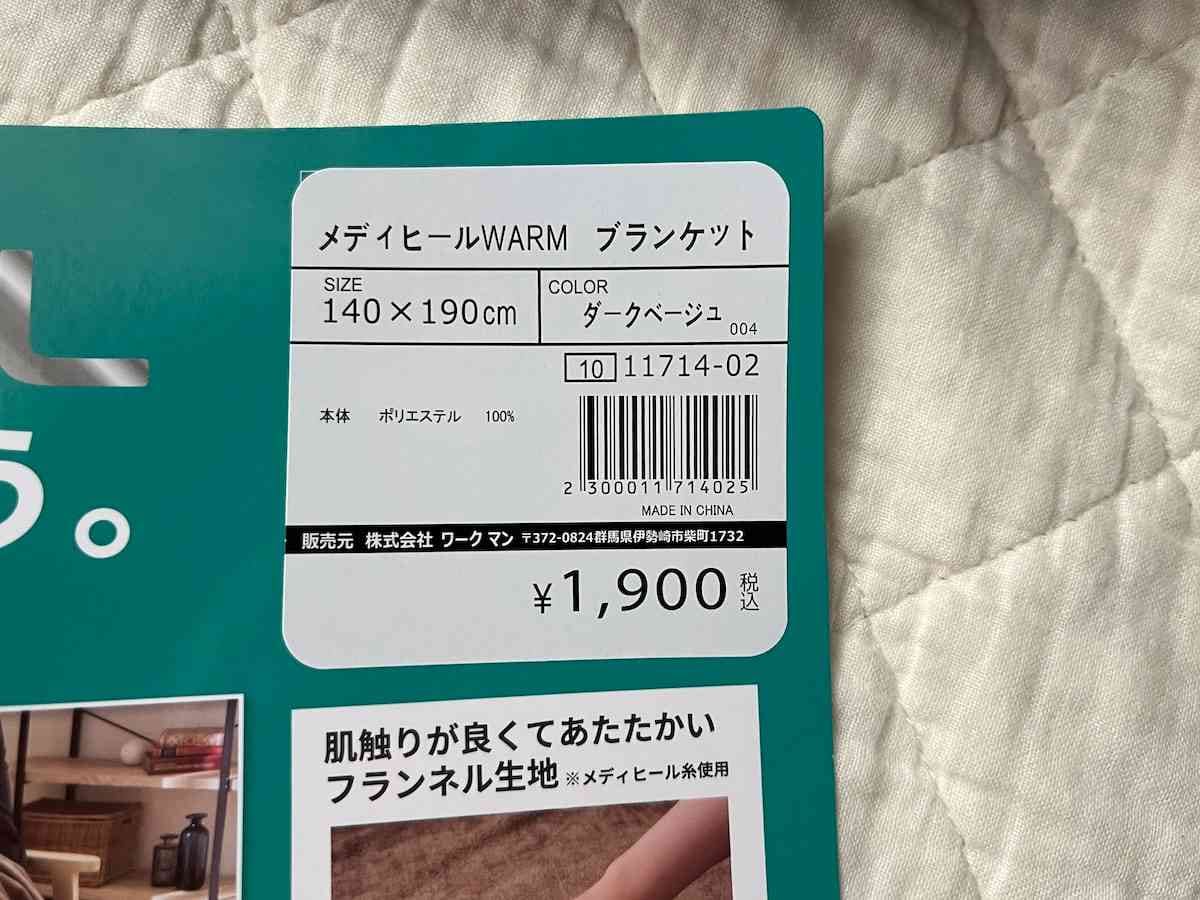 メディヒールWARM ブランケット
SIZE
140×190cm
COLOR
ダークベージュ 004
10 11714-02
本体 ポリエステル 100%
2 300011 714025
MADE IN CHINA
販売元 株式会社 ワークマン 〒372-0824群馬県伊勢崎市柴町1732
¥1,900 税込
う。
肌触りが良くてあたたかい
フランネル生地 ※メディヒール糸使用